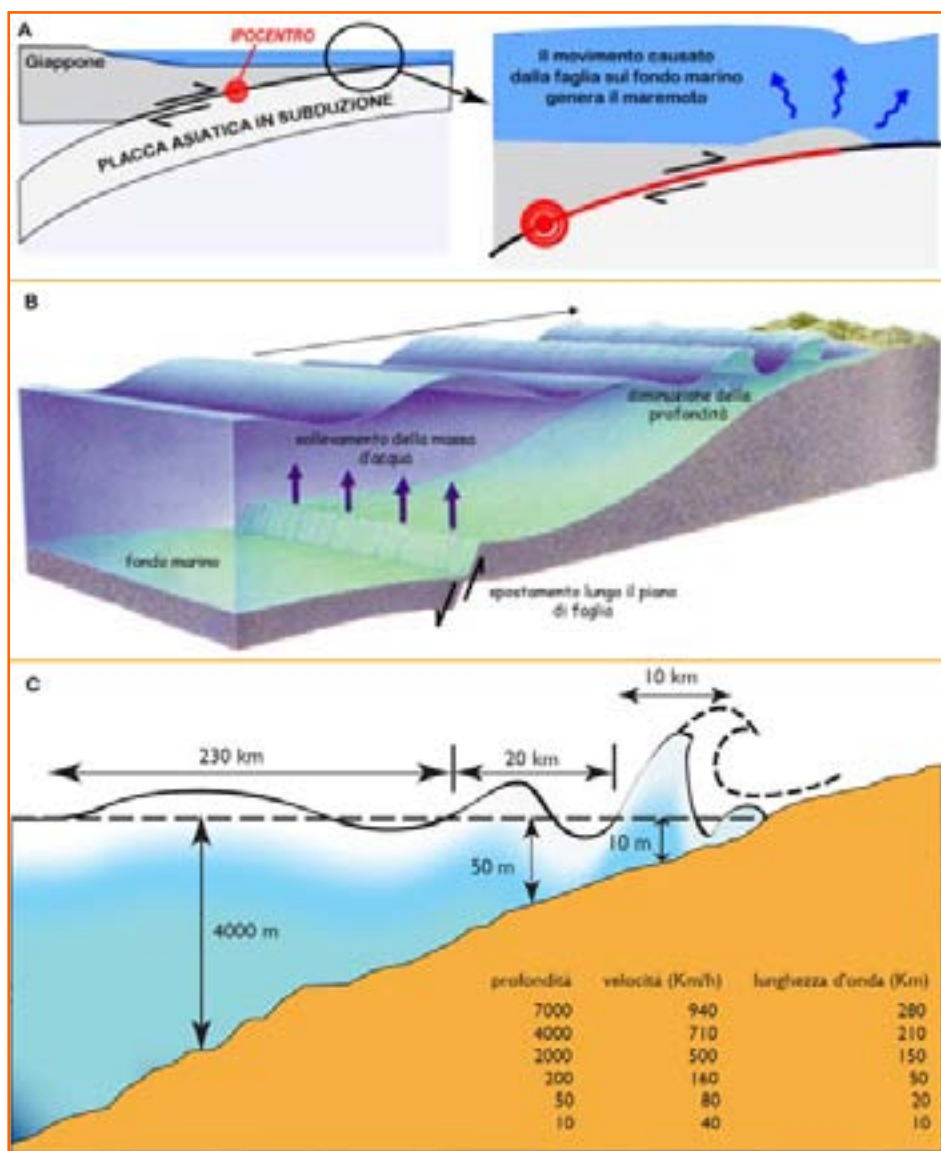 A
Giappone
IPOCENTRO
PLACCA ASIATICA IN SUBDUZIONE
Il movimento causato
dalla faglia sul fondo marino
genera il maremoto
B
sollevamento della massa
d'acqua
diminuzione della
profondità
fondo marino
spostamento lungo il piano
di faglia
C
230 km
20 km
10 km
4000 m
50 m
10 m
profondità velocità (Km/h) lunghezza d'onda (Km)
7000 940 280
4000 710 210
2000 500 150
200 160 50
50 80 20
10 40 10